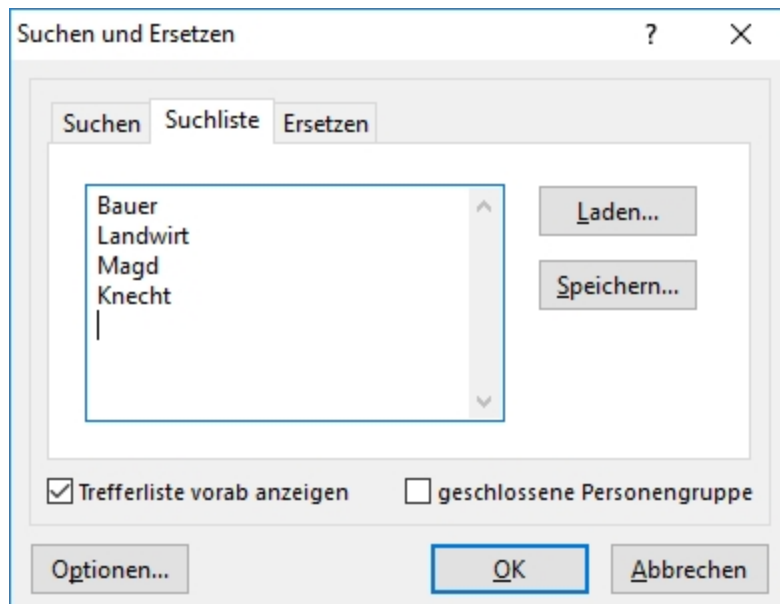 Suchen und Ersetzen ?
Suchen Suchliste Ersetzen
Bauer
Landwirt
Magd
Knecht
Laden...
Speichern...
Trefferliste vorab anzeigen geschlossene Personengruppe
Optionen... OK Abbrechen